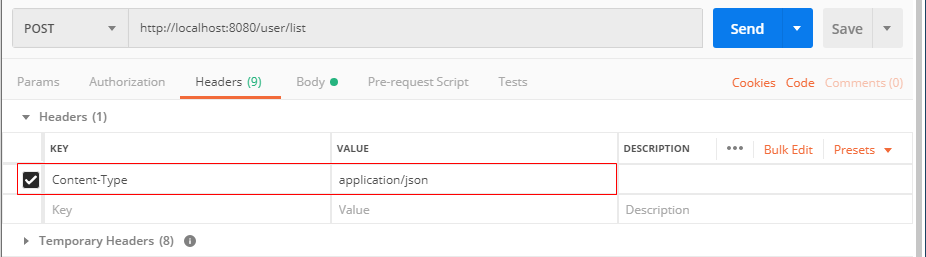 POST http://localhost:8080/user/list Send Save
Params Authorization Headers (9) Body Pre-request Script Tests Cookies Code Comments (0)
Headers (1)
KEY VALUE DESCRIPTION ••• Bulk Edit Presets
Content-Type application/json
Key Value Description
Temporary Headers (8) i